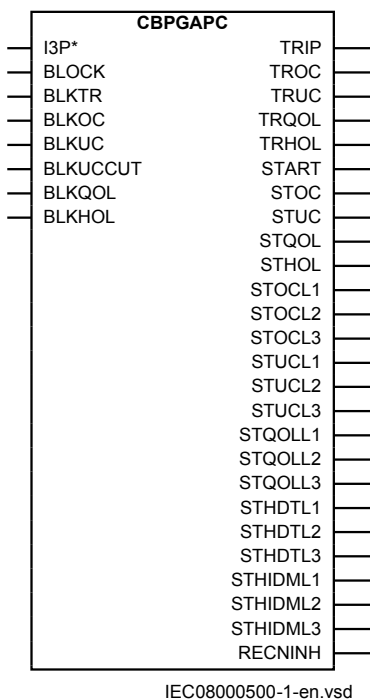 CBPGAPC
I3P* TRIP
BLOCK TROC
BLKTR TRUC
BLKOC TRQOL
BLKUC TRHOL
BLKUCCUT START
BLKQOL STOC
BLKHOL STUC
STQOL
STHOL
STOCL1
STOCL2
STOCL3
STUCL1
STUCL2
STUCL3
STQOLL1
STQOLL2
STQOLL3
STHDTL1
STHDTL2
STHDTL3
STHIDML1
STHIDML2
STHIDML3
RECNINH
IEC08000500-1-en.vsd